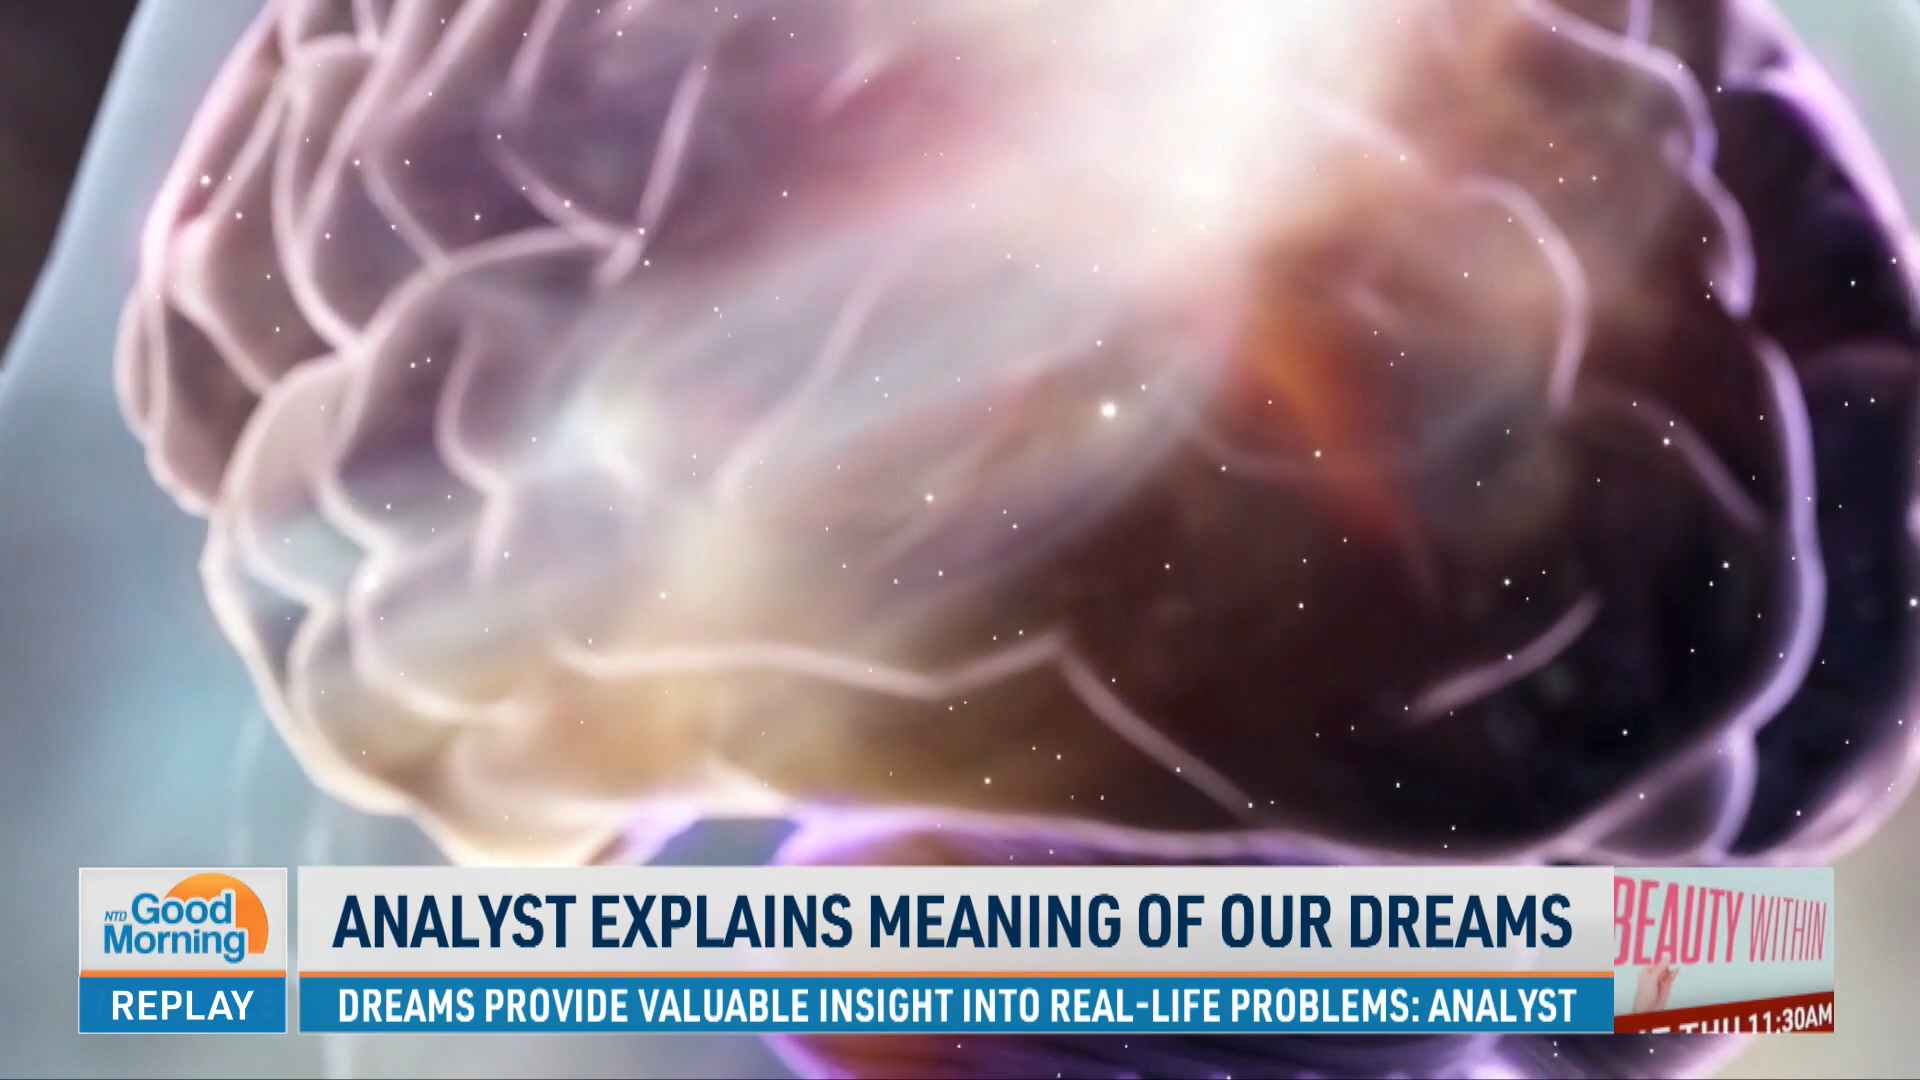 ANALYST EXPLAINS MEANING OF OUR DREAMS
NTD Good
Morning
REPLAY
DREAMS PROVIDE VALUABLE INSIGHT INTO REAL-LIFE PROBLEMS: ANALYST
BEAUTY WITHIN
THU 11:30AM